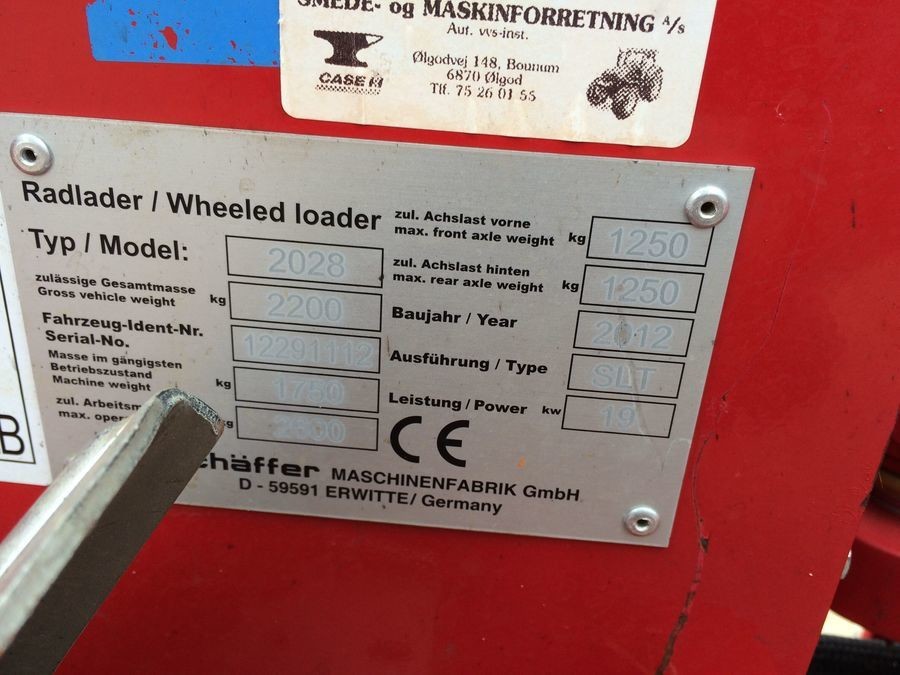 SMEDE- og MASKINFORRETNING A/S
Aut. vvs-inst.
CASE IH
Ølgodvej 148, Bounum
6870 Ølgod
Tlf. 75 26 01 55
Radlader / Wheeled loader
Typ / Model: 2028
zulässige Gesamtmasse
Gross vehicle weight kg 2200
Fahrzeug-Ident-Nr.
Serial-No. 12291112
Masse im gängigsten
Betriebszustand
Machine weight kg 1750
zul.
max. kg 2500
zul. Achslast vorne
max. front axle weight kg 1250
zul. Achslast hinten
max. rear axle weight kg 1250
Baujahr / Year 2012
Ausführung / Type SLT
Leistung / Power kw 19
CE
chäffer MASCHINENFABRIK GmbH
D - 59591 ERWITTE / Germany
B